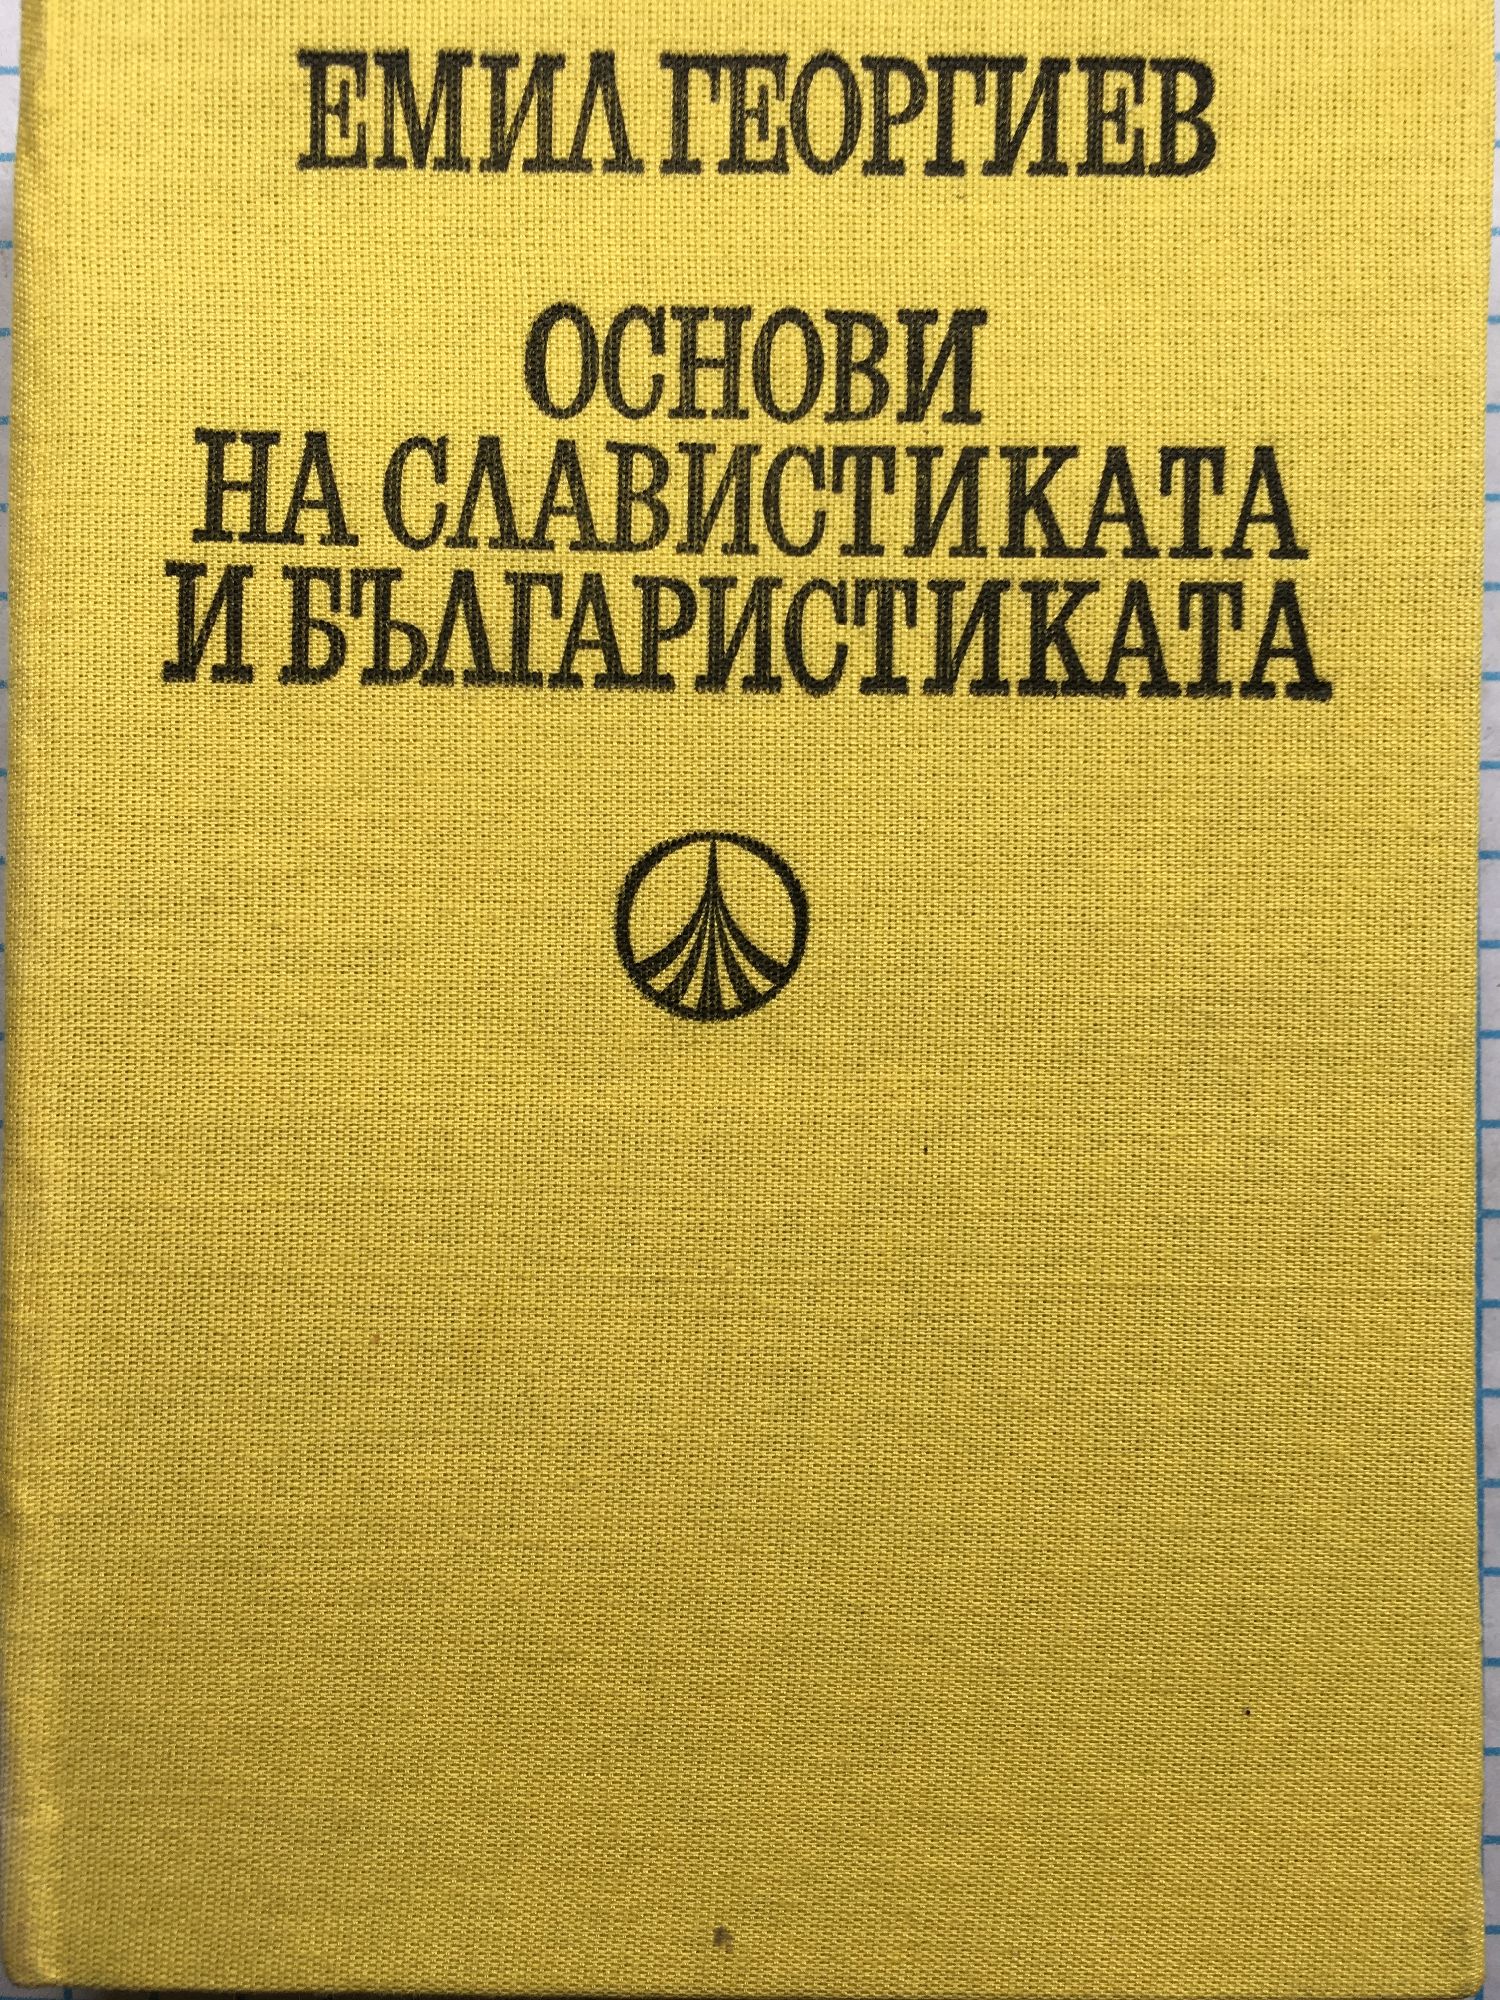 ЕМИЛ ГЕОРГИЕВ
ОСНОВИ
НА СЛАВИСТИКАТА
И БЪЛГАРИСТИКАТА